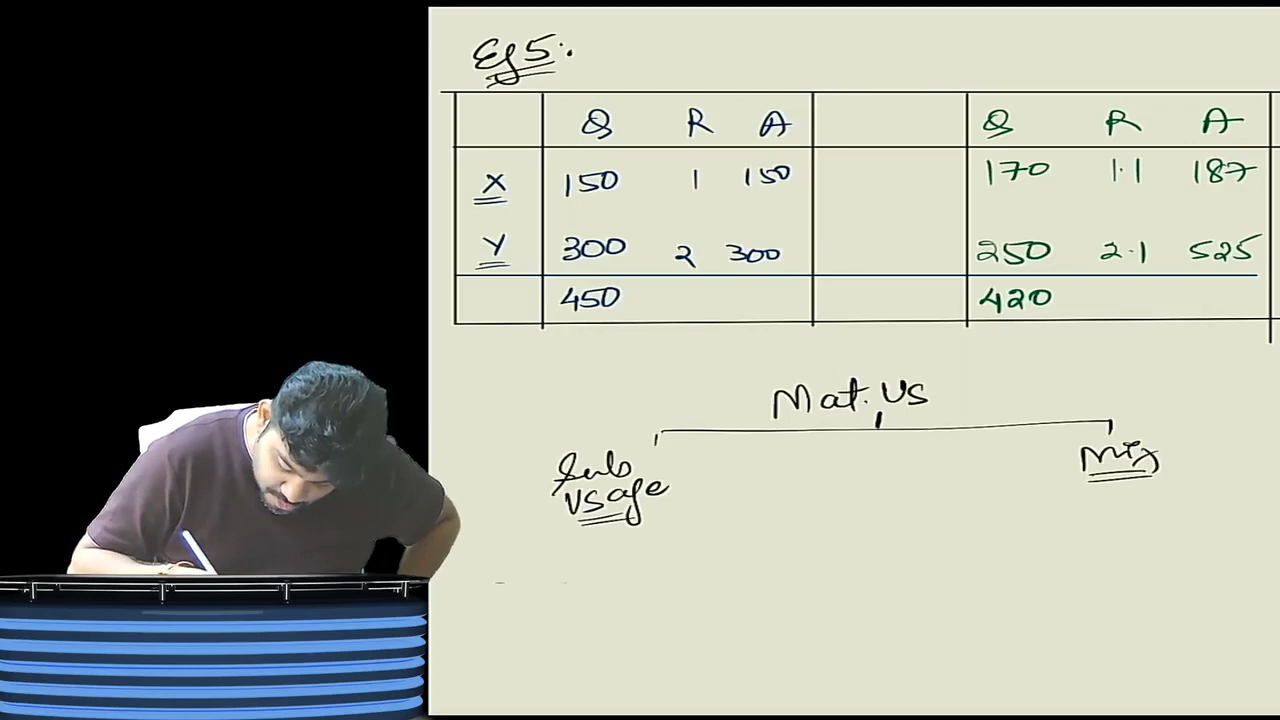 Eg 5:
Q R A Q R A
X 150 1 150 170 1.1 187
Y 300 2 300 250 2.1 525
450 420
Mat. Us
Sub Mix
Usage